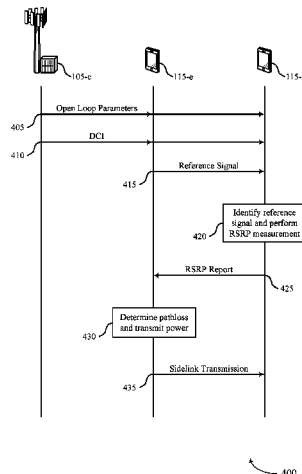 105-c
115-e
115-
Open Loop Parameters
405
DCI
410
Reference Signal
415
Identify reference
signal and perform
RSRP measurement
420
RSRP Report
425
Determine pathloss
and transmit power
430
Sidelink Transmission
435
400